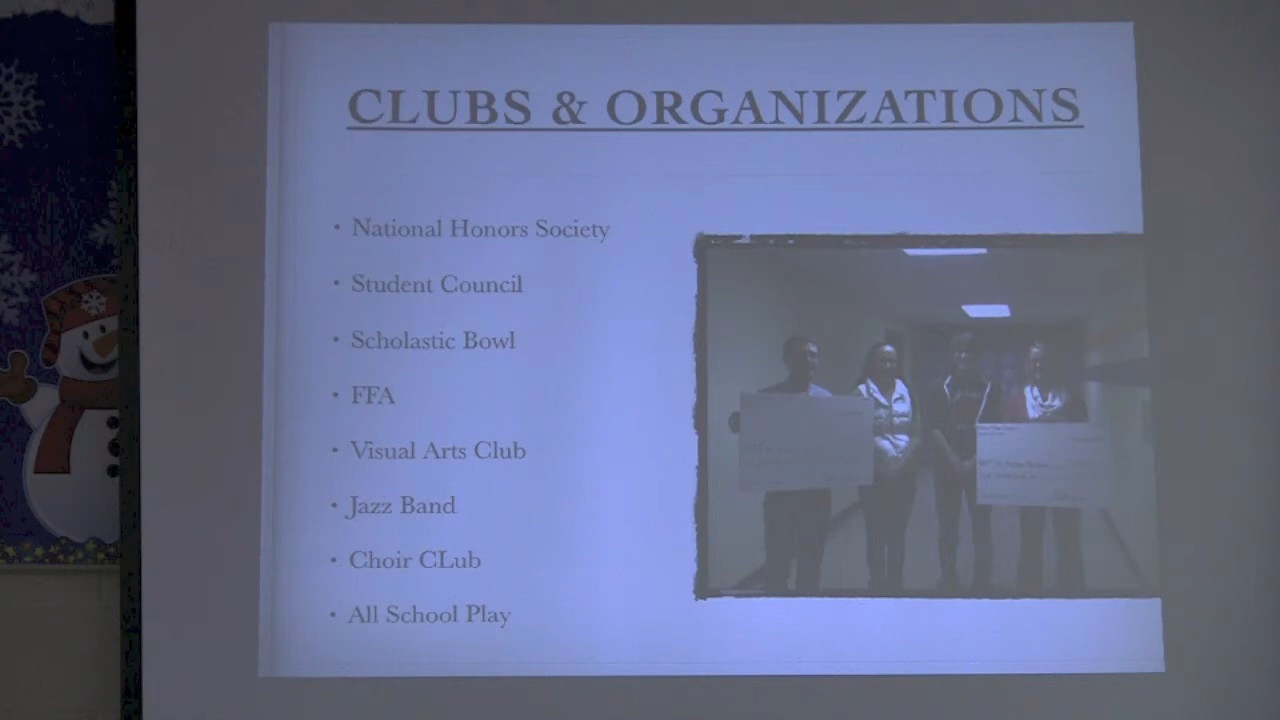 CLUBS & ORGANIZATIONS
• National Honors Society
• Student Council
• Scholastic Bowl
• FFA
• Visual Arts Club
• Jazz Band
• Choir CLub
• All School Play